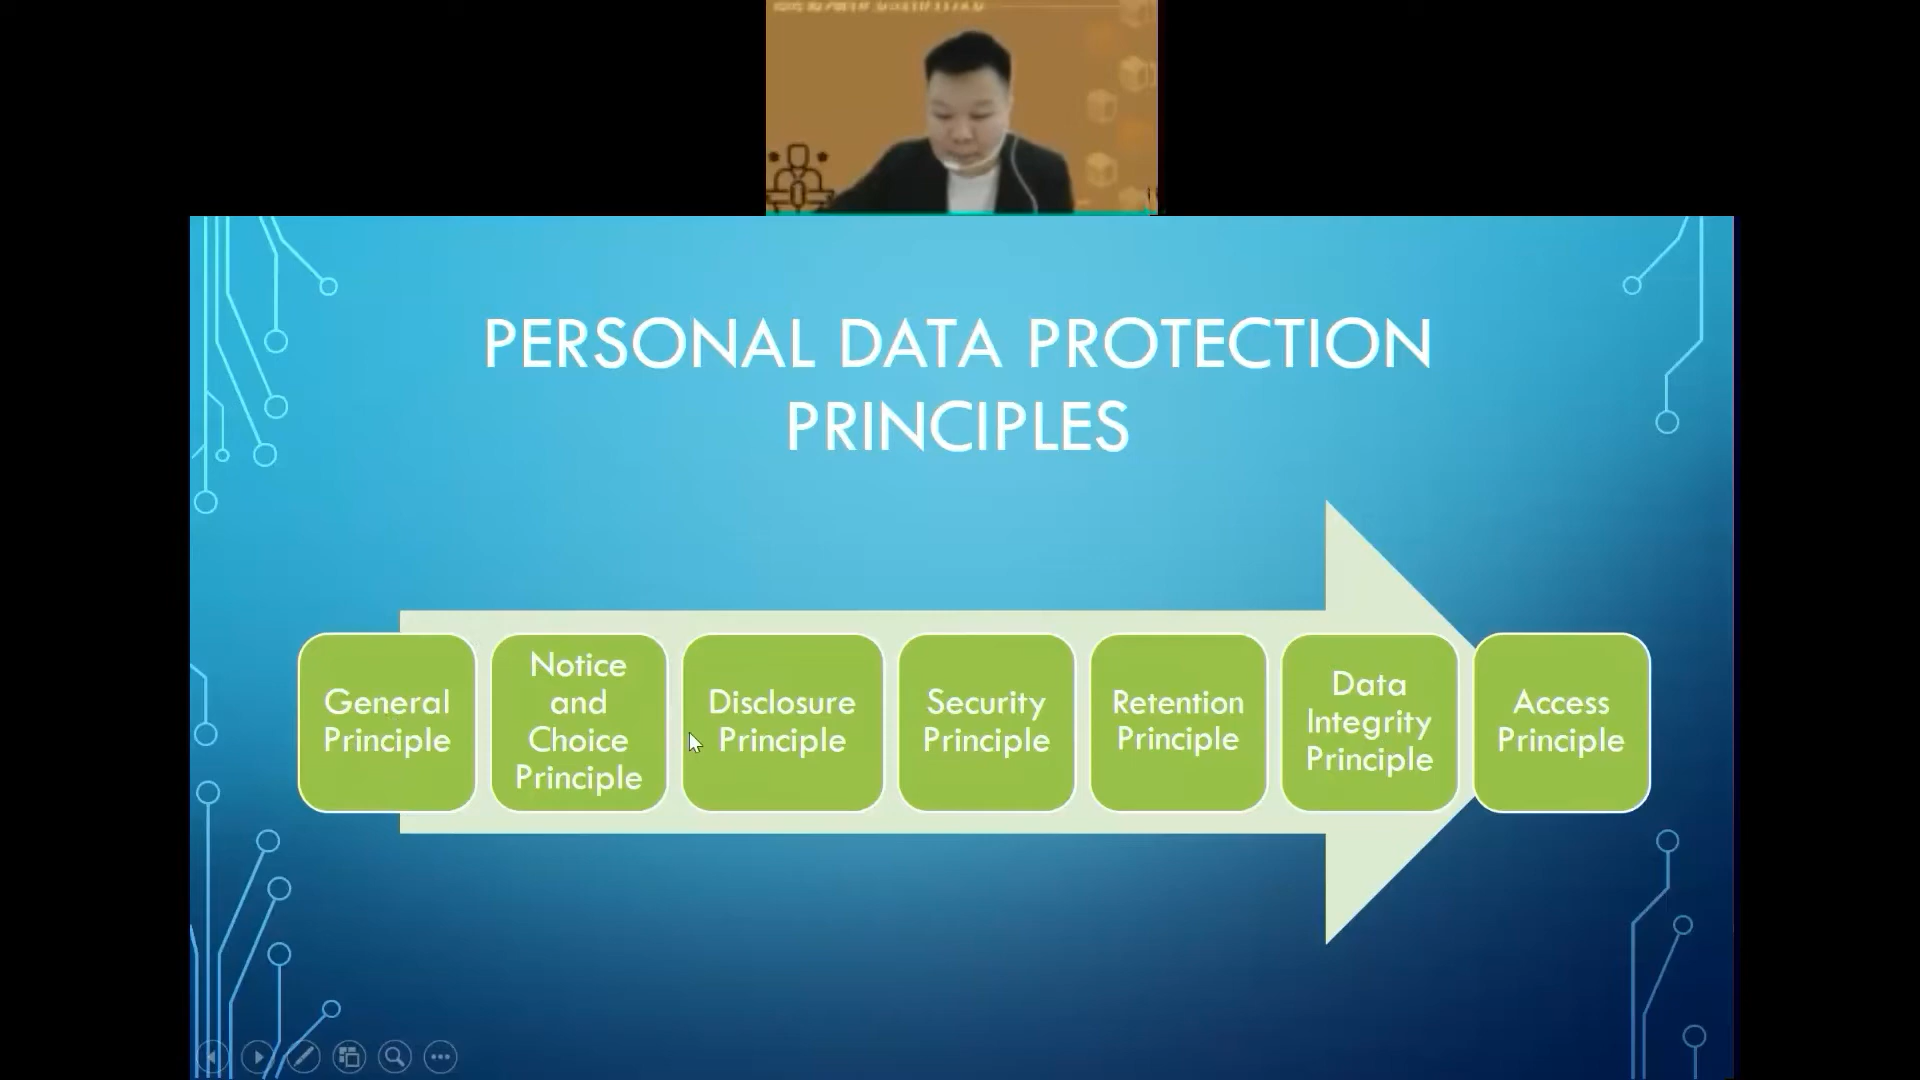 PERSONAL DATA PROTECTION
PRINCIPLES
General
Principle
Notice
and
Choice
Principle
Disclosure
Principle
Security
Principle
Retention
Principle
Data
Integrity
Principle
Access
Principle